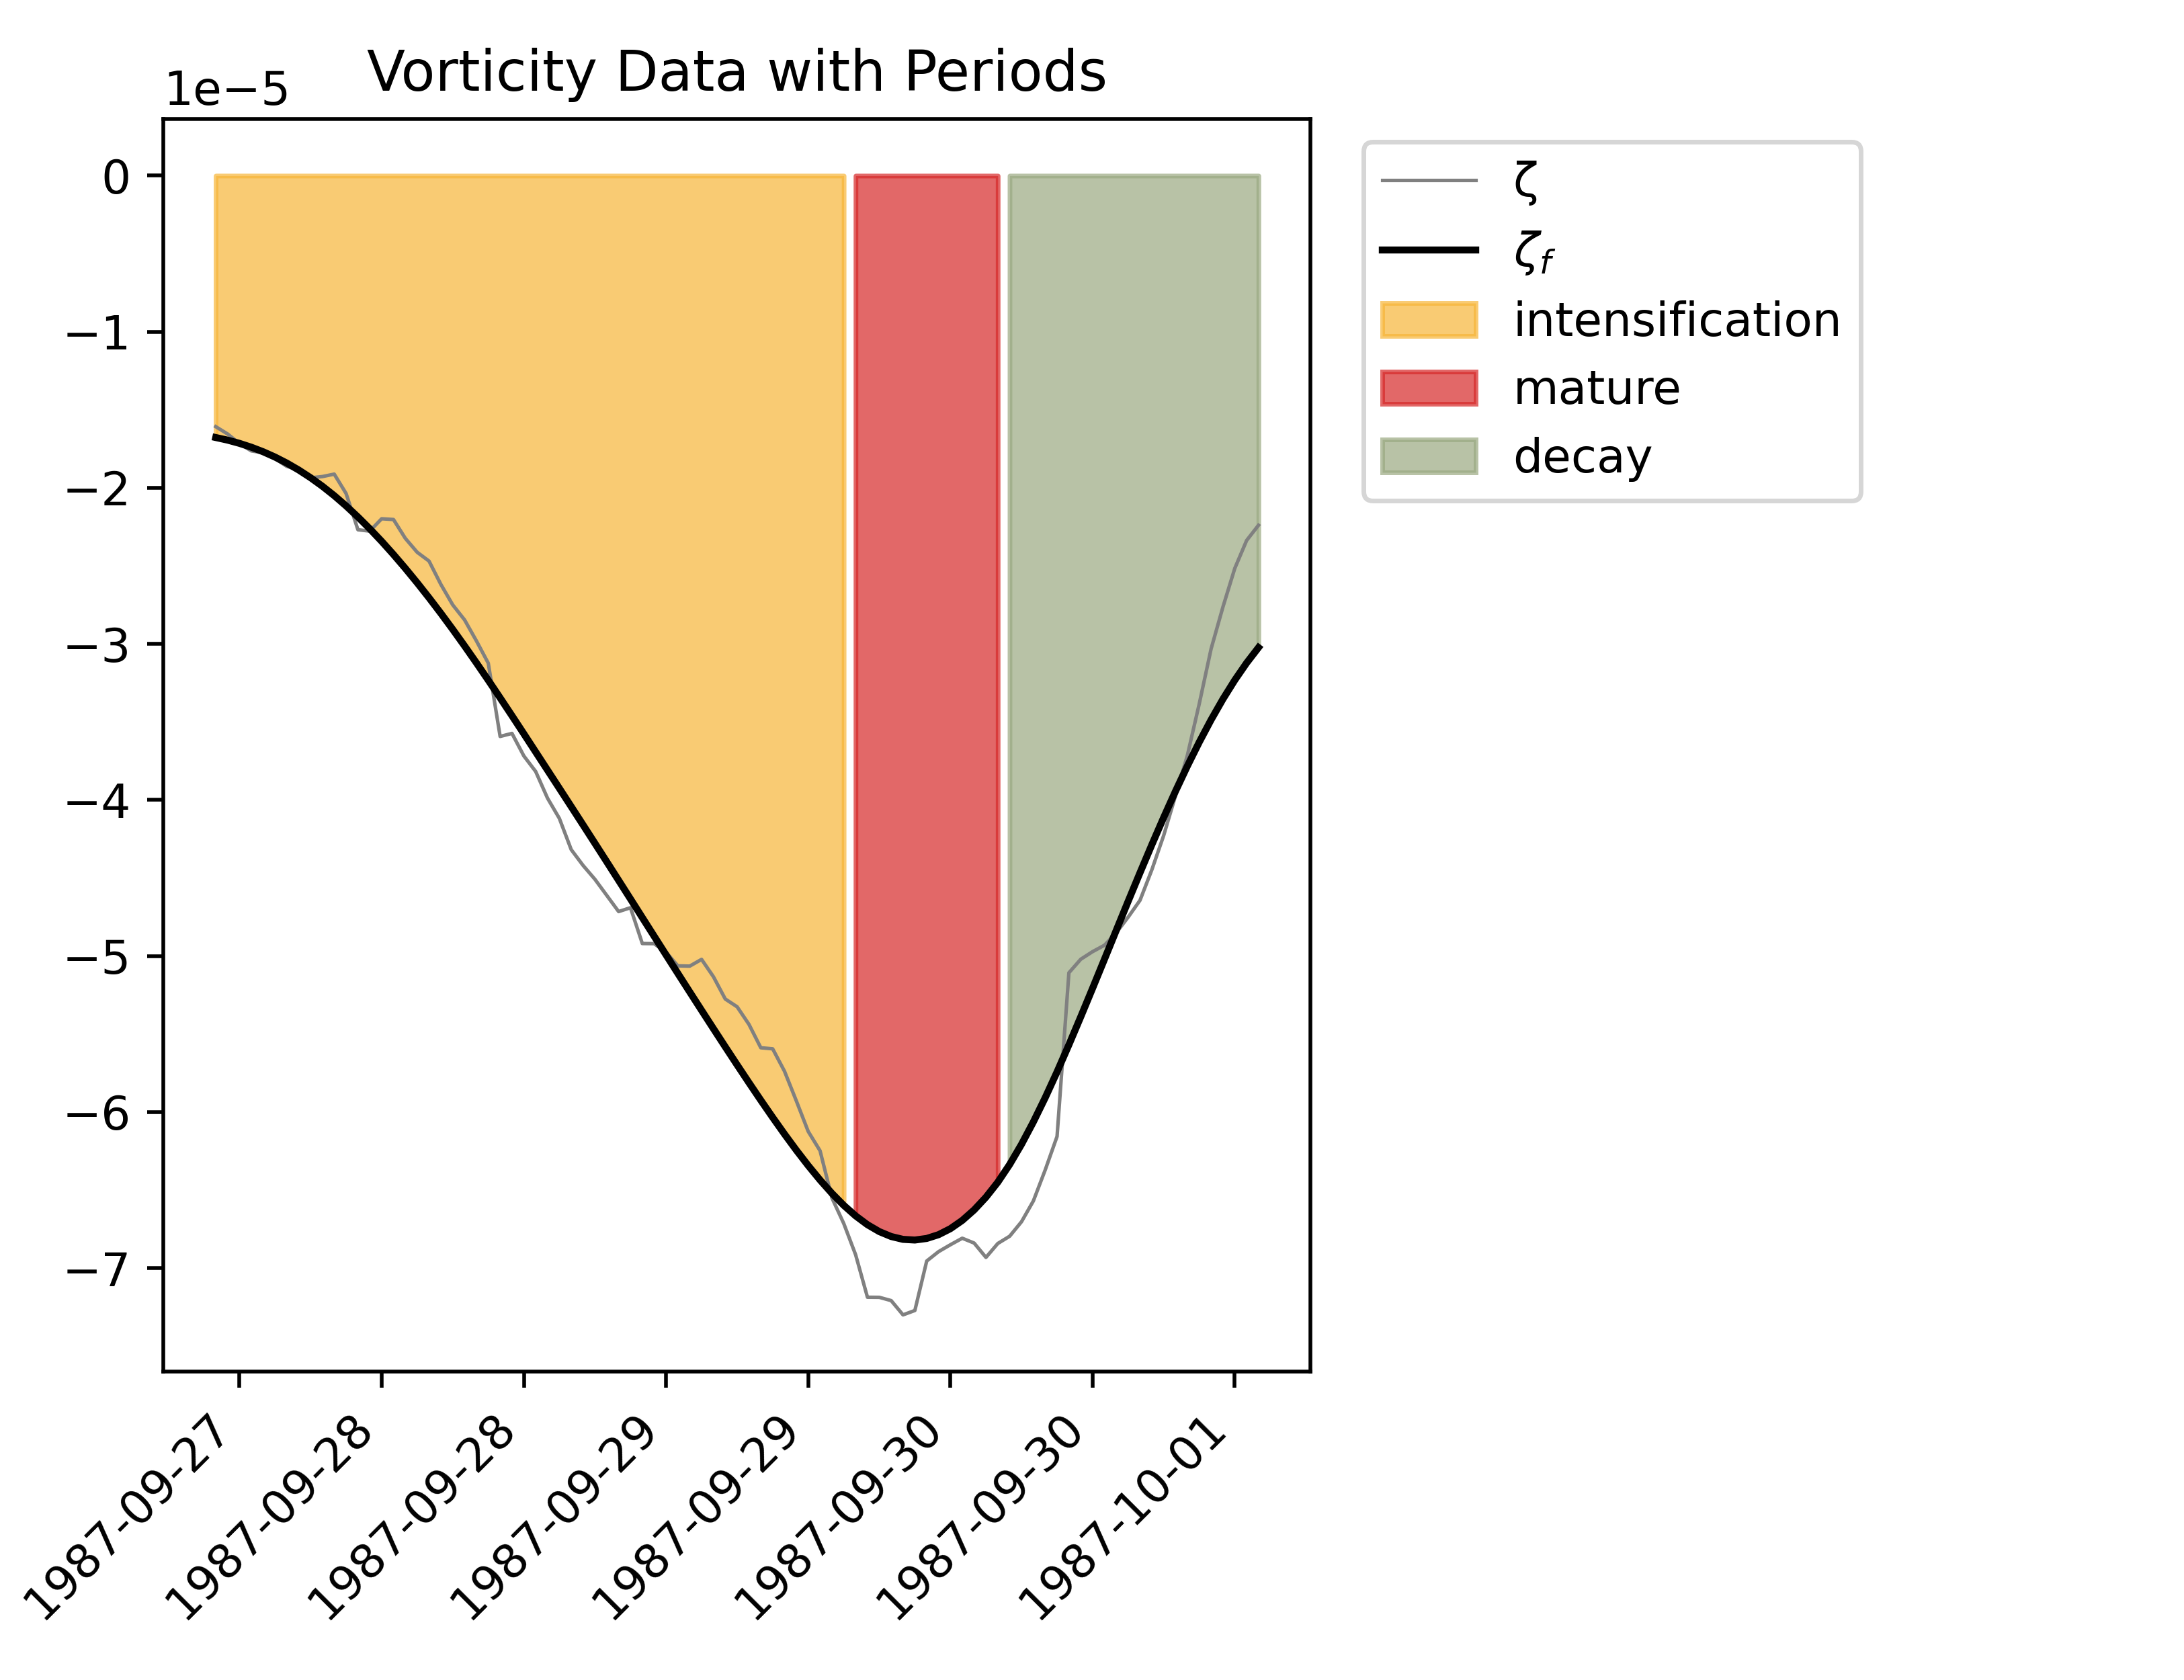 Vorticity Data with Periods
1e−5
0
−1
−2
−3
−4
−5
−6
−7
1987-09-27
1987-09-28
1987-09-28
1987-09-29
1987-09-29
1987-09-30
1987-09-30
1987-10-01
ζ
ζf
intensification
mature
decay